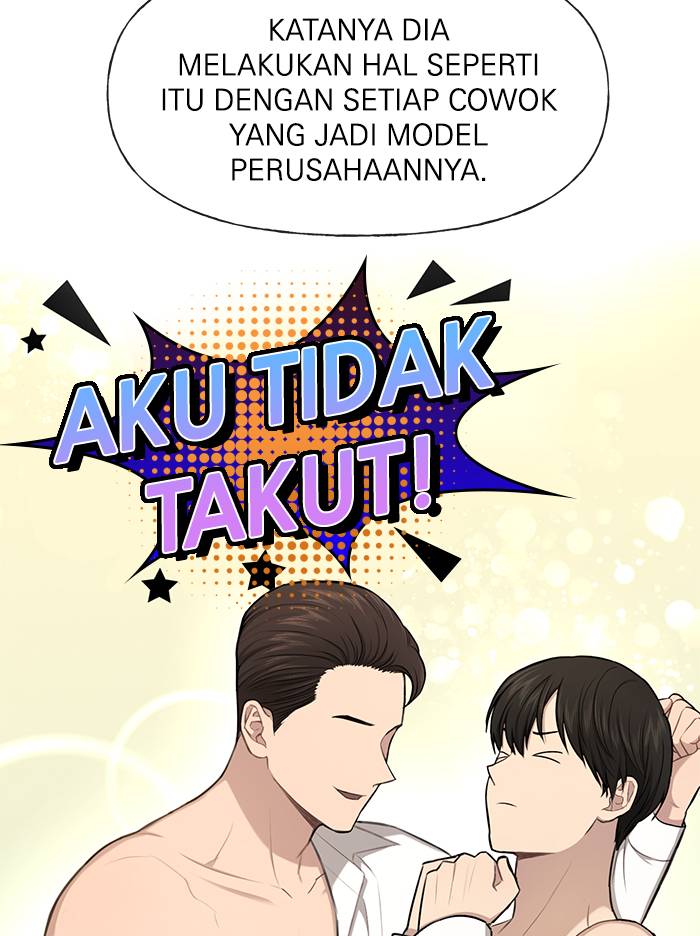 KATANYA DIA
MELAKUKAN HAL SEPERTI
ITU DENGAN SETIAP COWOK
YANG JADI MODEL
PERUSAHAANNYA.
AKU TIDAK
TAKUT!